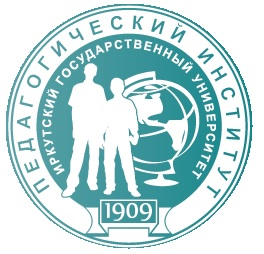 ПЕДАГОГИЧЕСКИЙ ИНСТИТУТ
ИРКУТСКИЙ ГОСУДАРСТВЕННЫЙ УНИВЕРСИТЕТ
1909